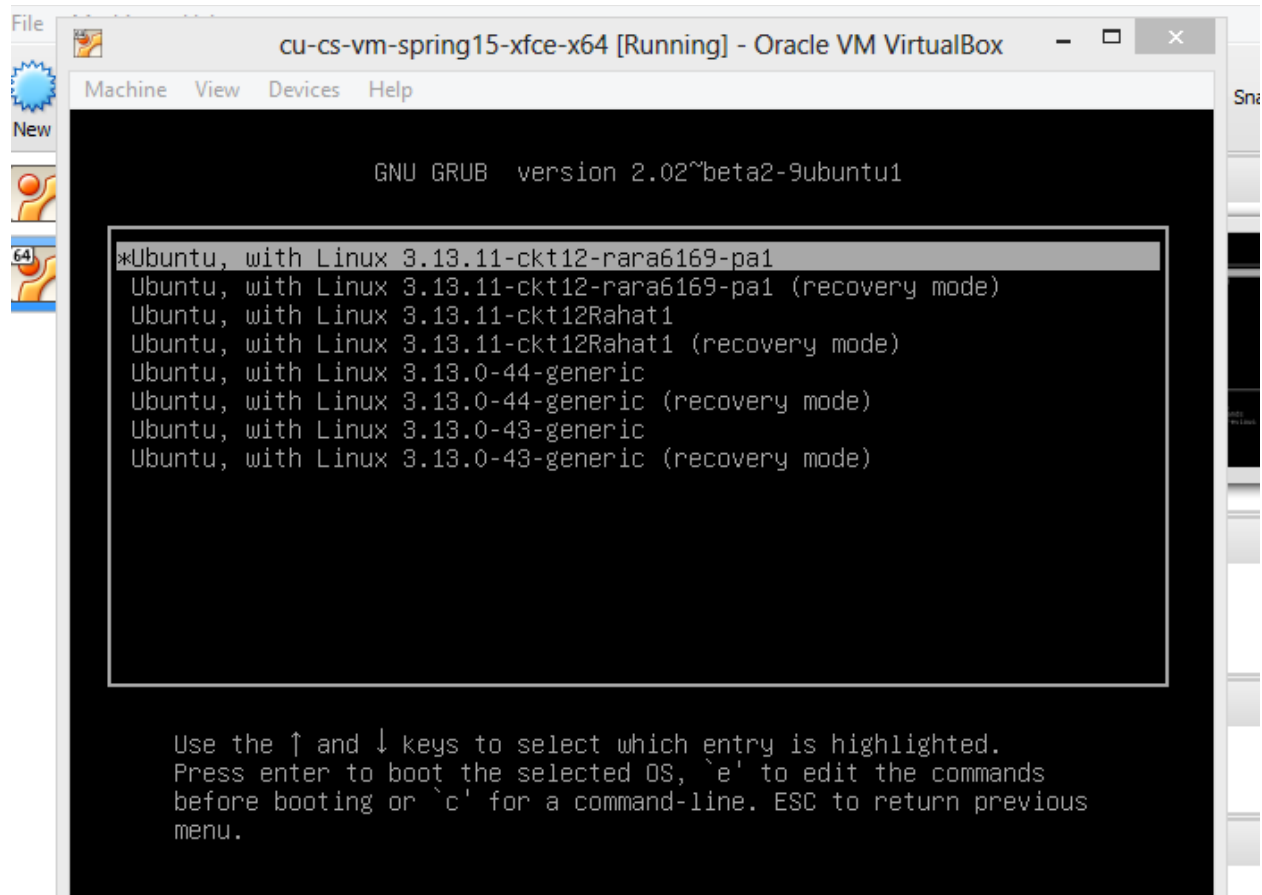 File
cu-cs-vm-spring15-xfce-x64 [Running] - Oracle VM VirtualBox
Machine View Devices Help
New
64
GNU GRUB version 2.02~beta2-9ubuntu1
*Ubuntu, with Linux 3.13.11-ckt12-rara6169-pa1
Ubuntu, with Linux 3.13.11-ckt12-rara6169-pa1 (recovery mode)
Ubuntu, with Linux 3.13.11-ckt12Rahat1
Ubuntu, with Linux 3.13.11-ckt12Rahat1 (recovery mode)
Ubuntu, with Linux 3.13.0-44-generic
Ubuntu, with Linux 3.13.0-44-generic (recovery mode)
Ubuntu, with Linux 3.13.0-43-generic
Ubuntu, with Linux 3.13.0-43-generic (recovery mode)
Use the ↑ and ↓ keys to select which entry is highlighted.
Press enter to boot the selected OS, `e' to edit the commands
before booting or `c' for a command-line. ESC to return previous
menu.